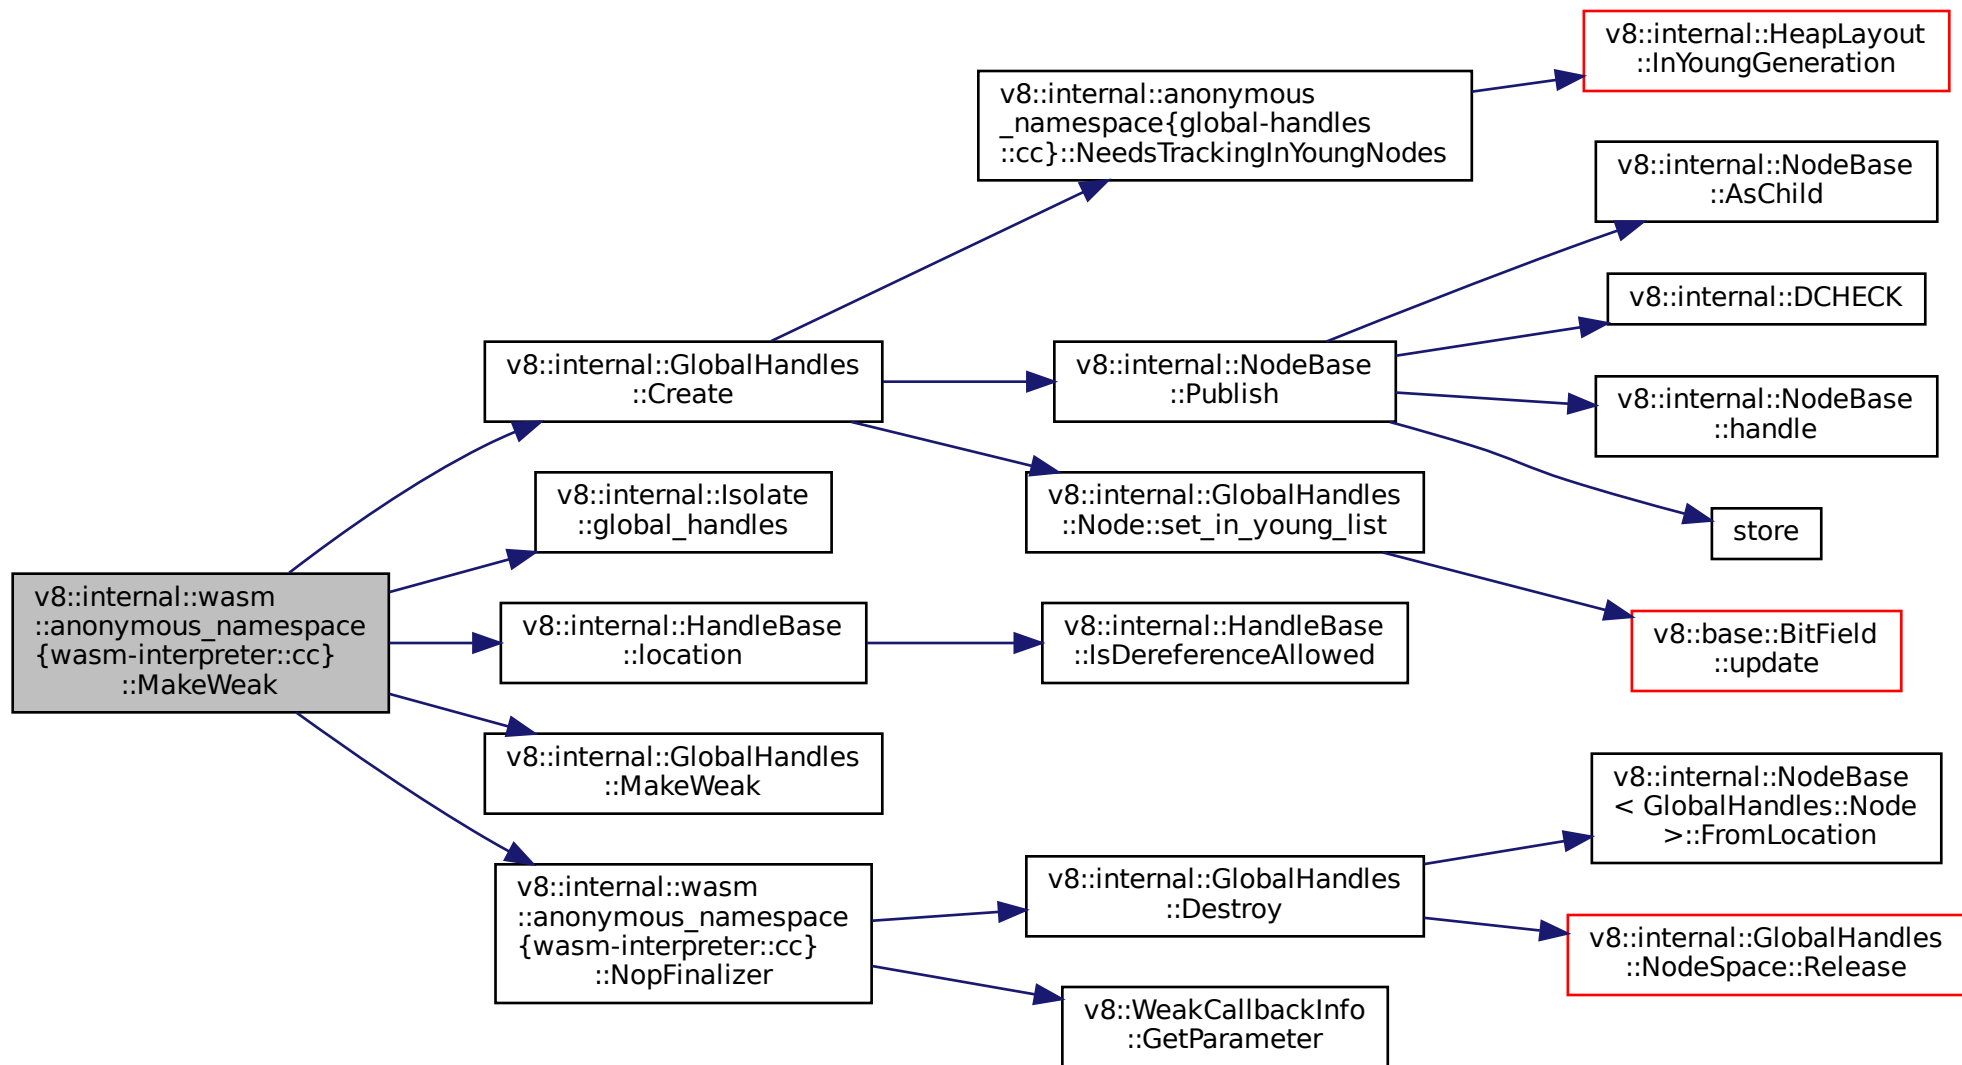 v8::internal::wasm
::anonymous_namespace
{wasm-interpreter::cc}
::MakeWeak
v8::internal::GlobalHandles
::Create
v8::internal::anonymous
_namespace{global-handles
::cc}::NeedsTrackingInYoungNodes
v8::internal::HeapLayout
::InYoungGeneration
v8::internal::NodeBase
::Publish
v8::internal::NodeBase
::AsChild
v8::internal::DCHECK
v8::internal::NodeBase
::handle
store
v8::internal::GlobalHandles
::Node::set_in_young_list
v8::base::BitField
::update
v8::internal::Isolate
::global_handles
v8::internal::HandleBase
::location
v8::internal::HandleBase
::IsDereferenceAllowed
v8::internal::GlobalHandles
::MakeWeak
v8::internal::wasm
::anonymous_namespace
{wasm-interpreter::cc}
::NopFinalizer
v8::internal::GlobalHandles
::Destroy
v8::internal::NodeBase
< GlobalHandles::Node
>::FromLocation
v8::internal::GlobalHandles
::NodeSpace::Release
v8::WeakCallbackInfo
::GetParameter